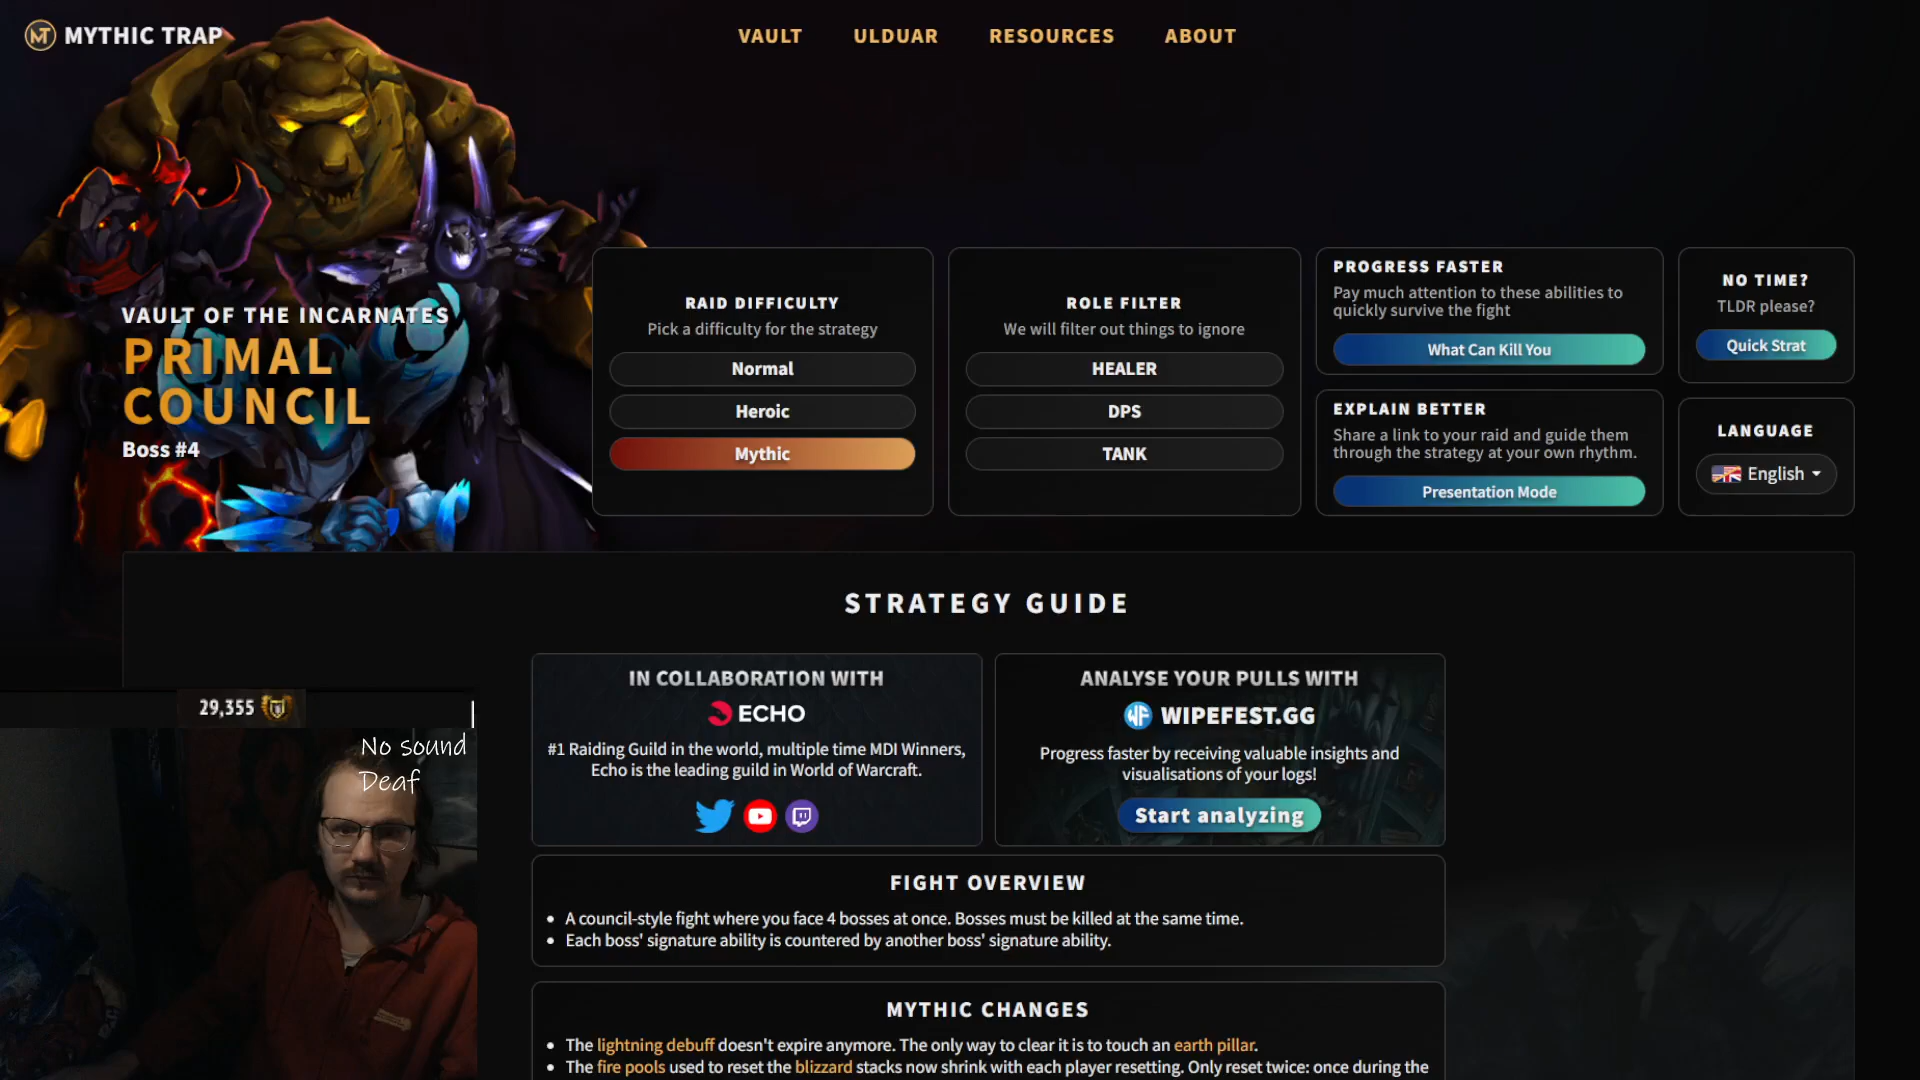 MYTHIC TRAP
VAULT
ULDUAR
RESOURCES
ABOUT
VAULT OF THE INCARNATES
PRIMAL
COUNCIL
Boss #4
RAID DIFFICULTY
Pick a difficulty for the strategy
Normal
Heroic
Mythic
ROLE FILTER
We will filter out things to ignore
HEALER
DPS
TANK
PROGRESS FASTER
Pay much attention to these abilities to
quickly survive the fight
What Can Kill You
EXPLAIN BETTER
Share a link to your raid and guide them
through the strategy at your own rhythm.
Presentation Mode
NO TIME?
TLDR please?
Quick Strat
LANGUAGE
English
STRATEGY GUIDE
IN COLLABORATION WITH
ECHO
#1 Raiding Guild in the world, multiple time MDI Winners,
Echo is the leading guild in World of Warcraft.
ANALYSE YOUR PULLS WITH
WF WIPEFEST.GG
Progress faster by receiving valuable insights and
visualisations of your logs!
Start analyzing
29,355
No sound
Deaf
FIGHT OVERVIEW
• A council-style fight where you face 4 bosses at once. Bosses must be killed at the same time.
• Each boss' signature ability is countered by another boss' signature ability.
MYTHIC CHANGES
• The lightning debuff doesn't expire anymore. The only way to clear it is to touch an earth pillar.
• The fire pools used to reset the blizzard stacks now shrink with each player resetting. Only reset twice: once during the